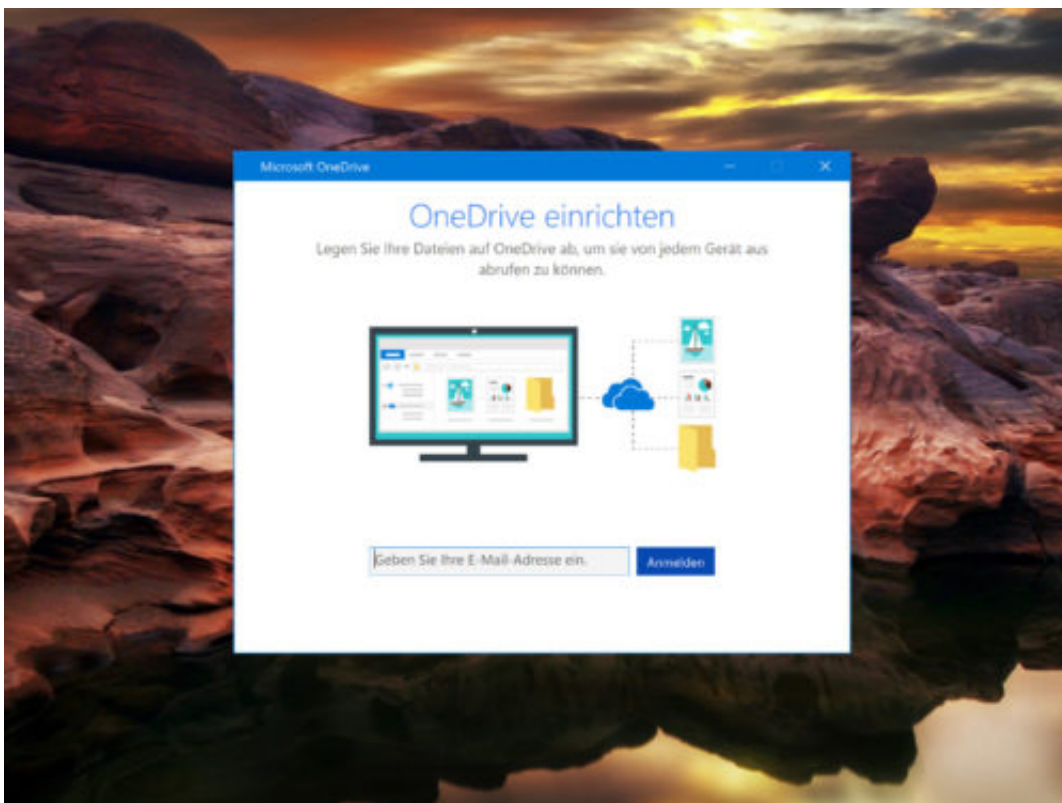 Microsoft OneDrive
OneDrive einrichten
Legen Sie Ihre Dateien auf OneDrive ab, um sie von jedem Gerät aus
abrufen zu können.
Geben Sie Ihre E-Mail-Adresse ein.
Anmelden